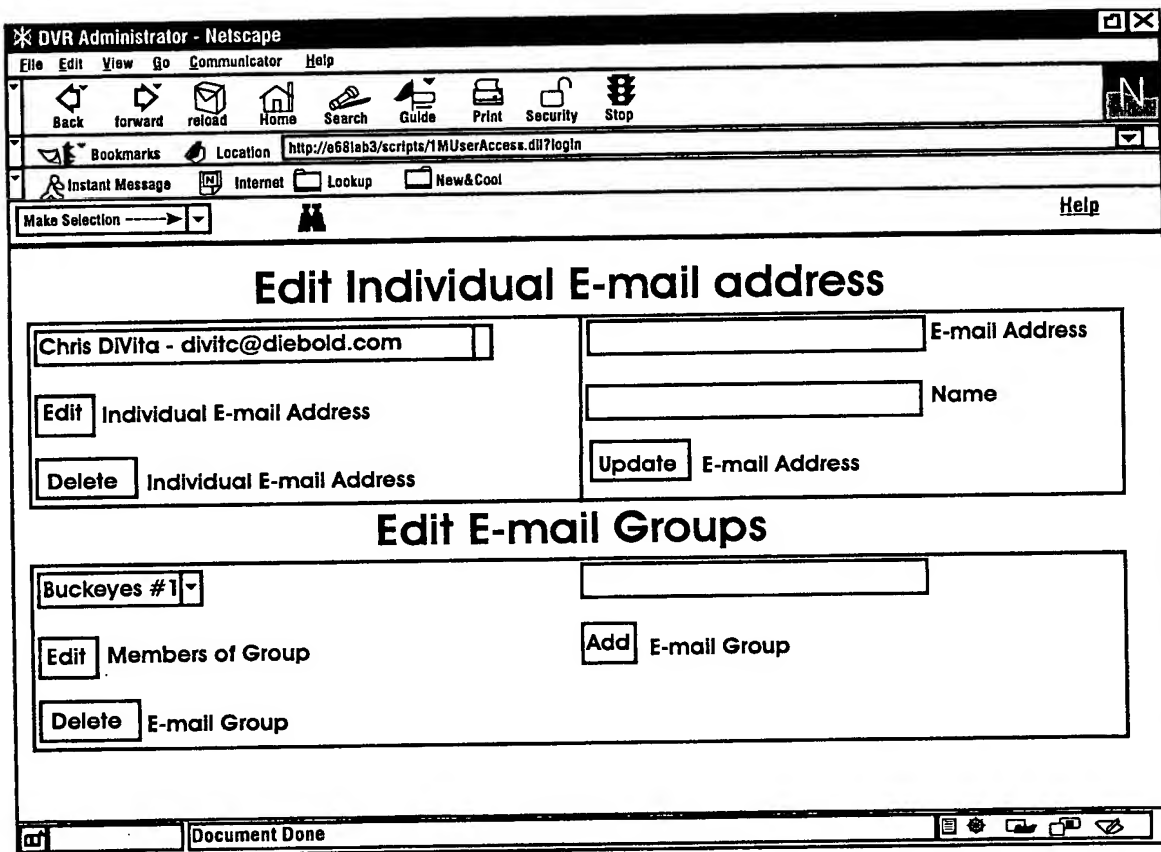 DVR Administrator - Netscape
File Edit View Go Communicator Help
Back forward reload Home Search Guide Print Security Stop
N
Bookmarks Location http://e68lab3/scripts/1MUserAccess.dll?login
Instant Message N Internet Lookup New&Cool
Make Selection Help
Edit Individual E-mail address
Chris DiVita - divitc@diebold.com
E-mail Address
Edit Individual E-mail Address
Name
Delete Individual E-mail Address
Update E-mail Address
Edit E-mail Groups
Buckeyes #1
Edit Members of Group
Add E-mail Group
Delete E-mail Group
Document Done